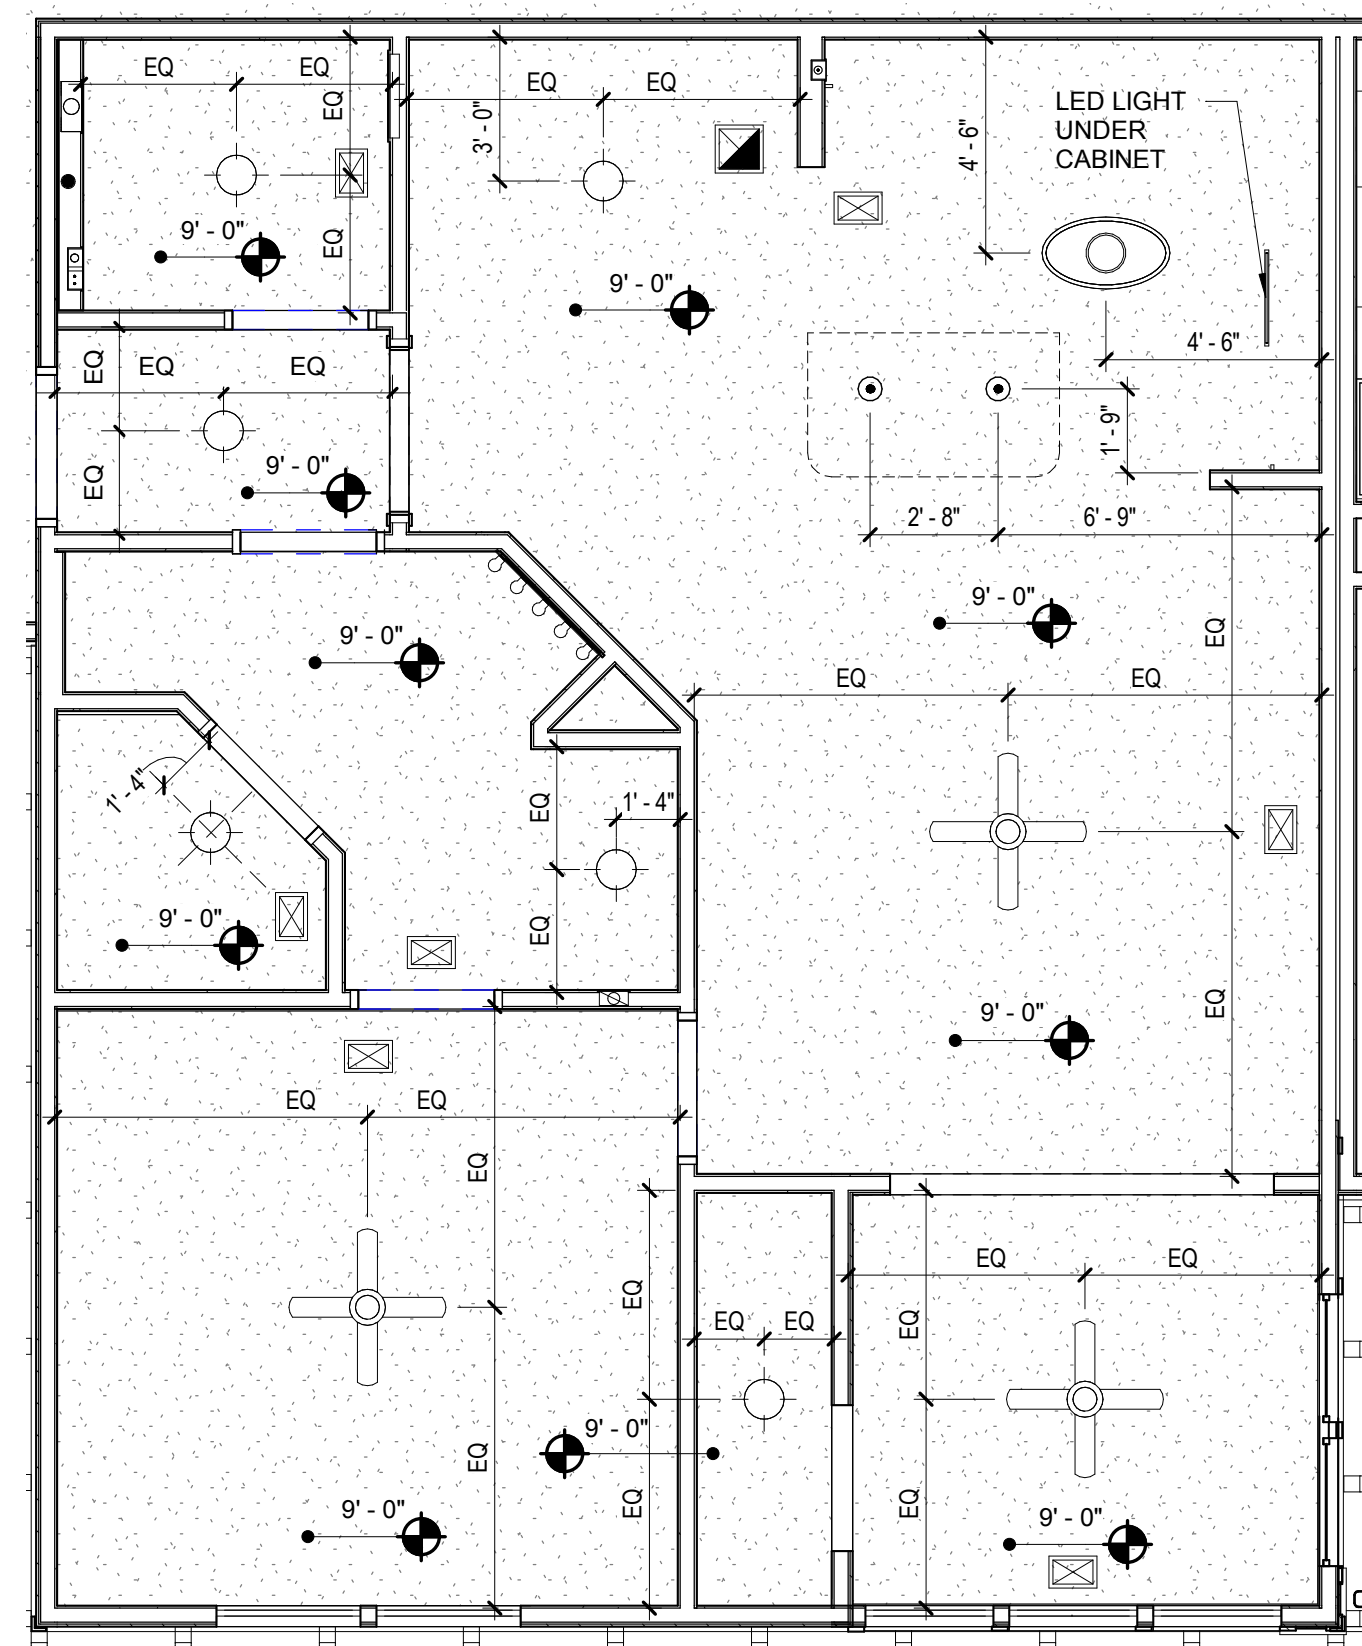 EQ
EQ
EQ
EQ
9' - 0"
EQ
EQ
3' - 0"
4' - 6"
LED LIGHT
UNDER
CABINET
9' - 0"
4' - 6"
1' - 9"
2' - 8"
6' - 9"
EQ
EQ
EQ
EQ
9' - 0"
9' - 0"
9' - 0"
EQ
EQ
EQ
EQ
1' - 4"
9' - 0"
EQ
1' - 4"
EQ
9' - 0"
EQ
EQ
EQ
EQ
9' - 0"
EQ
EQ
EQ
EQ
9' - 0"
EQ
EQ
EQ
EQ
9' - 0"